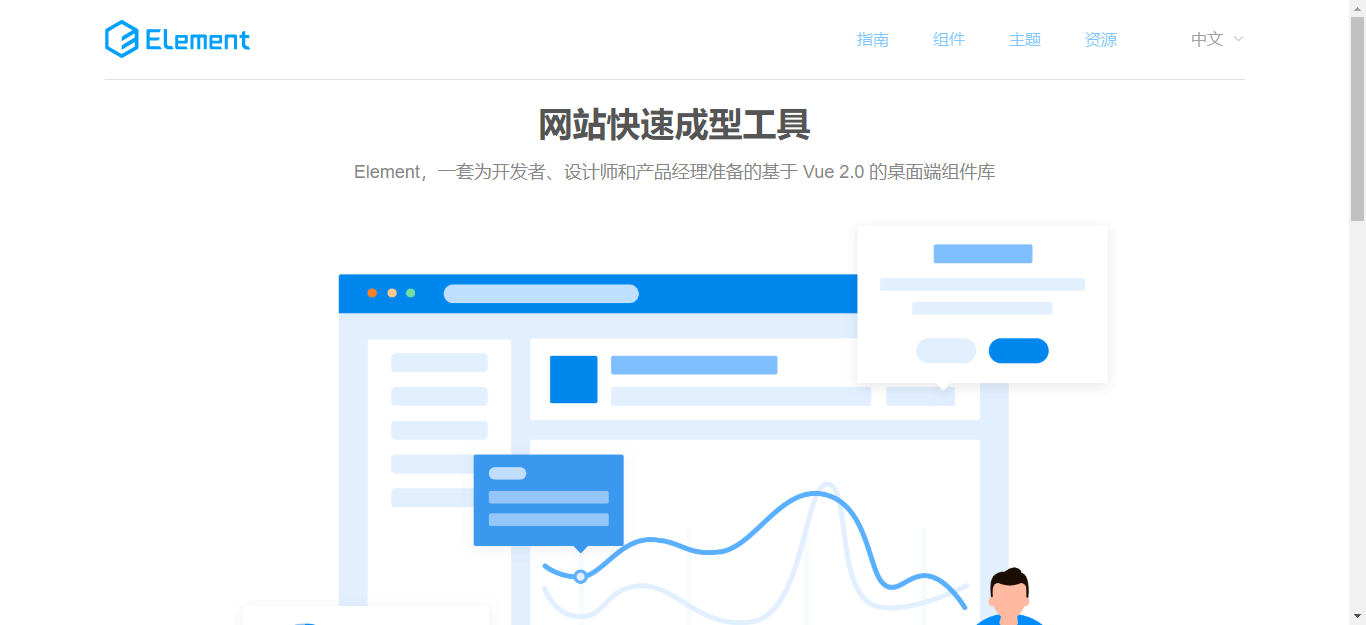 Element
指南 组件 主题 资源 中文
网站快速成型工具
Element，一套为开发者、设计师和产品经理准备的基于 Vue 2.0 的桌面端组件库